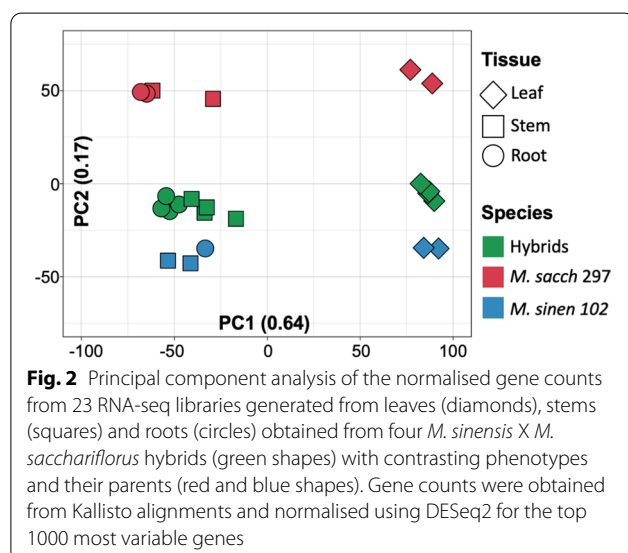 50
0
-50
PC2 (0.17)
PC1 (0.64)
-100
-50
0
50
100
Tissue
Leaf
Stem
Root
Species
Hybrids
M. sacch 297
M. sinen 102
Fig. 2 Principal component analysis of the normalised gene counts
from 23 RNA-seq libraries generated from leaves (diamonds), stems
(squares) and roots (circles) obtained from four M. sinensis X M.
sacchariflorus hybrids (green shapes) with contrasting phenotypes
and their parents (red and blue shapes). Gene counts were obtained
from Kallisto alignments and normalised using DESeq2 for the top
1000 most variable genes